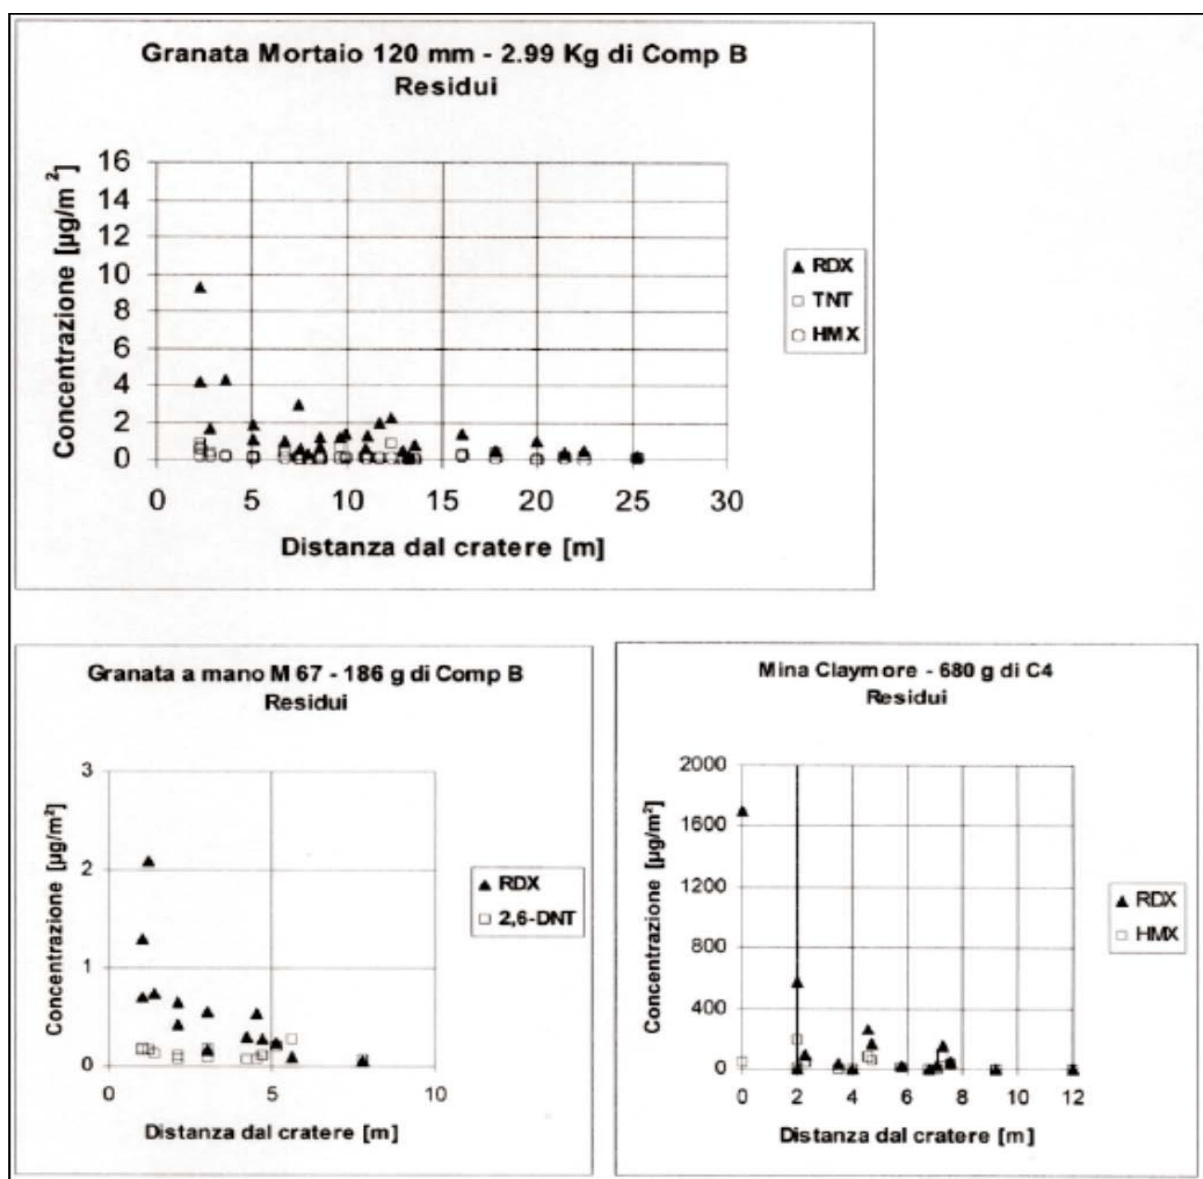 Granata Mortaio 120 mm - 2.99 Kg di Comp B
Residui
Concentrazione [µg/m²]
16
14
12
10
8
6
4
2
0
0 5 10 15 20 25 30
Distanza dal cratere [m]
RDX
TNT
HMX
Granata a mano M 67 - 186 g di Comp B
Residui
Concentrazione [µg/m²]
3
2
1
0
0 5 10
Distanza dal cratere [m]
RDX
2,6-DNT
Mina Claymore - 680 g di C4
Residui
Concentrazione [µg/m²]
2000
1600
1200
800
400
0
0 2 4 6 8 10 12
Distanza dal cratere [m]
RDX
HMX